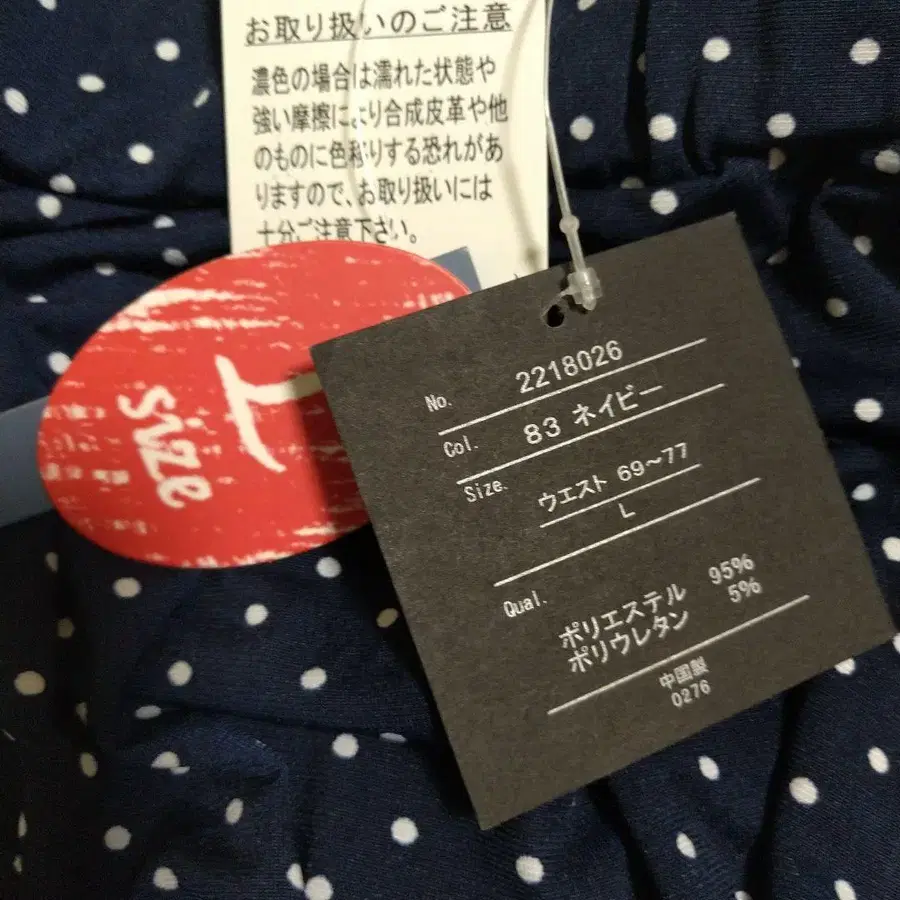 お取り扱いのご注意
濃色の場合は濡れた状態や
強い摩擦により合成皮革や他
のものに色移りする恐れがあ
りますので、お取り扱いには
十分ご注意下さい。
L
size
No. 2218026
Col. 83 ネイビー
Size. ウエスト 69〜77
L
Qual.
ポリエステル 95%
ポリウレタン 5%
中国製
0276